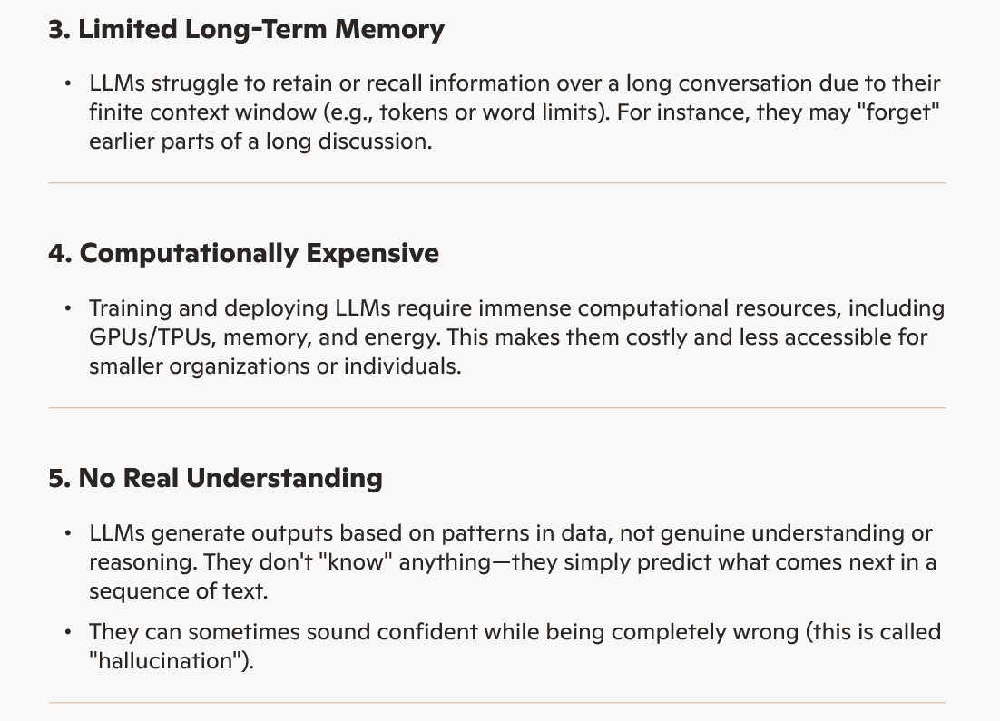 3. Limited Long-Term Memory
• LLMs struggle to retain or recall information over a long conversation due to their
finite context window (e.g., tokens or word limits). For instance, they may "forget"
earlier parts of a long discussion.
4. Computationally Expensive
• Training and deploying LLMs require immense computational resources, including
GPUs/TPUs, memory, and energy. This makes them costly and less accessible for
smaller organizations or individuals.
5. No Real Understanding
• LLMs generate outputs based on patterns in data, not genuine understanding or
reasoning. They don't "know" anything—they simply predict what comes next in a
sequence of text.
• They can sometimes sound confident while being completely wrong (this is called
"hallucination").